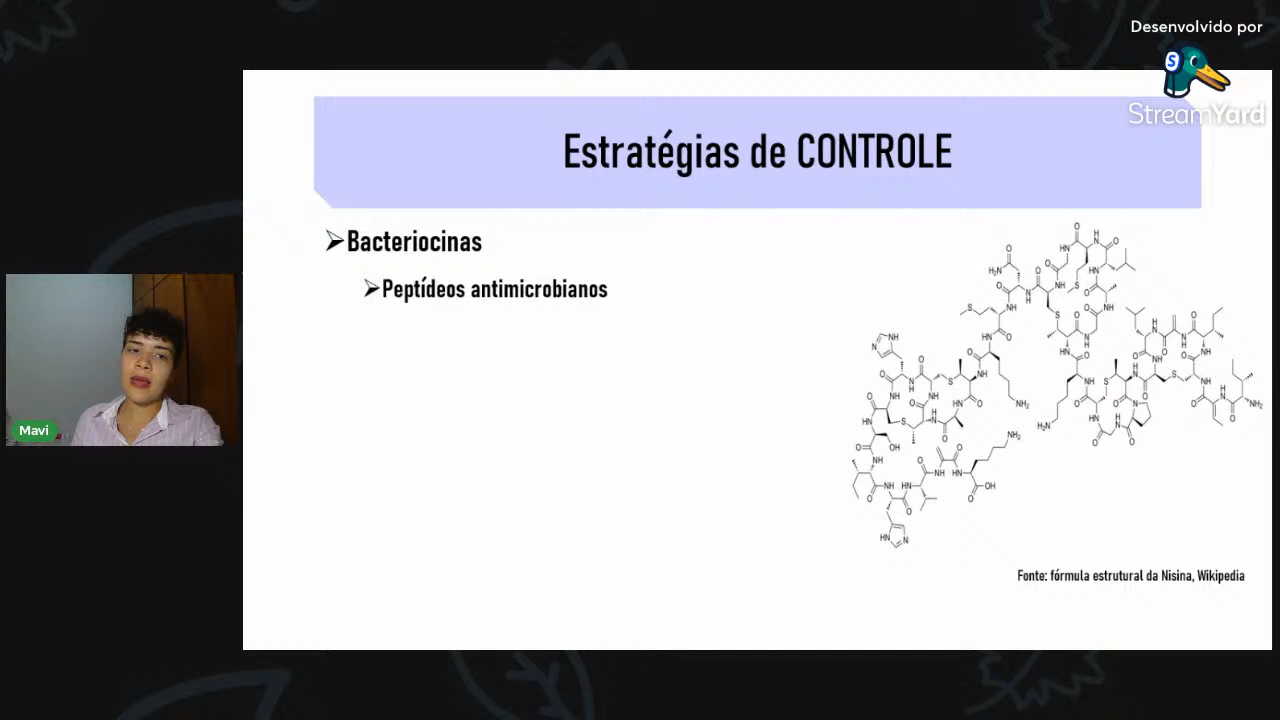 Desenvolvido por
StreamYard
Estratégias de CONTROLE
➢Bacteriocinas
➢Peptídeos antimicrobianos
Mavi
Fonte: fórmula estrutural da Nisina, Wikipedia